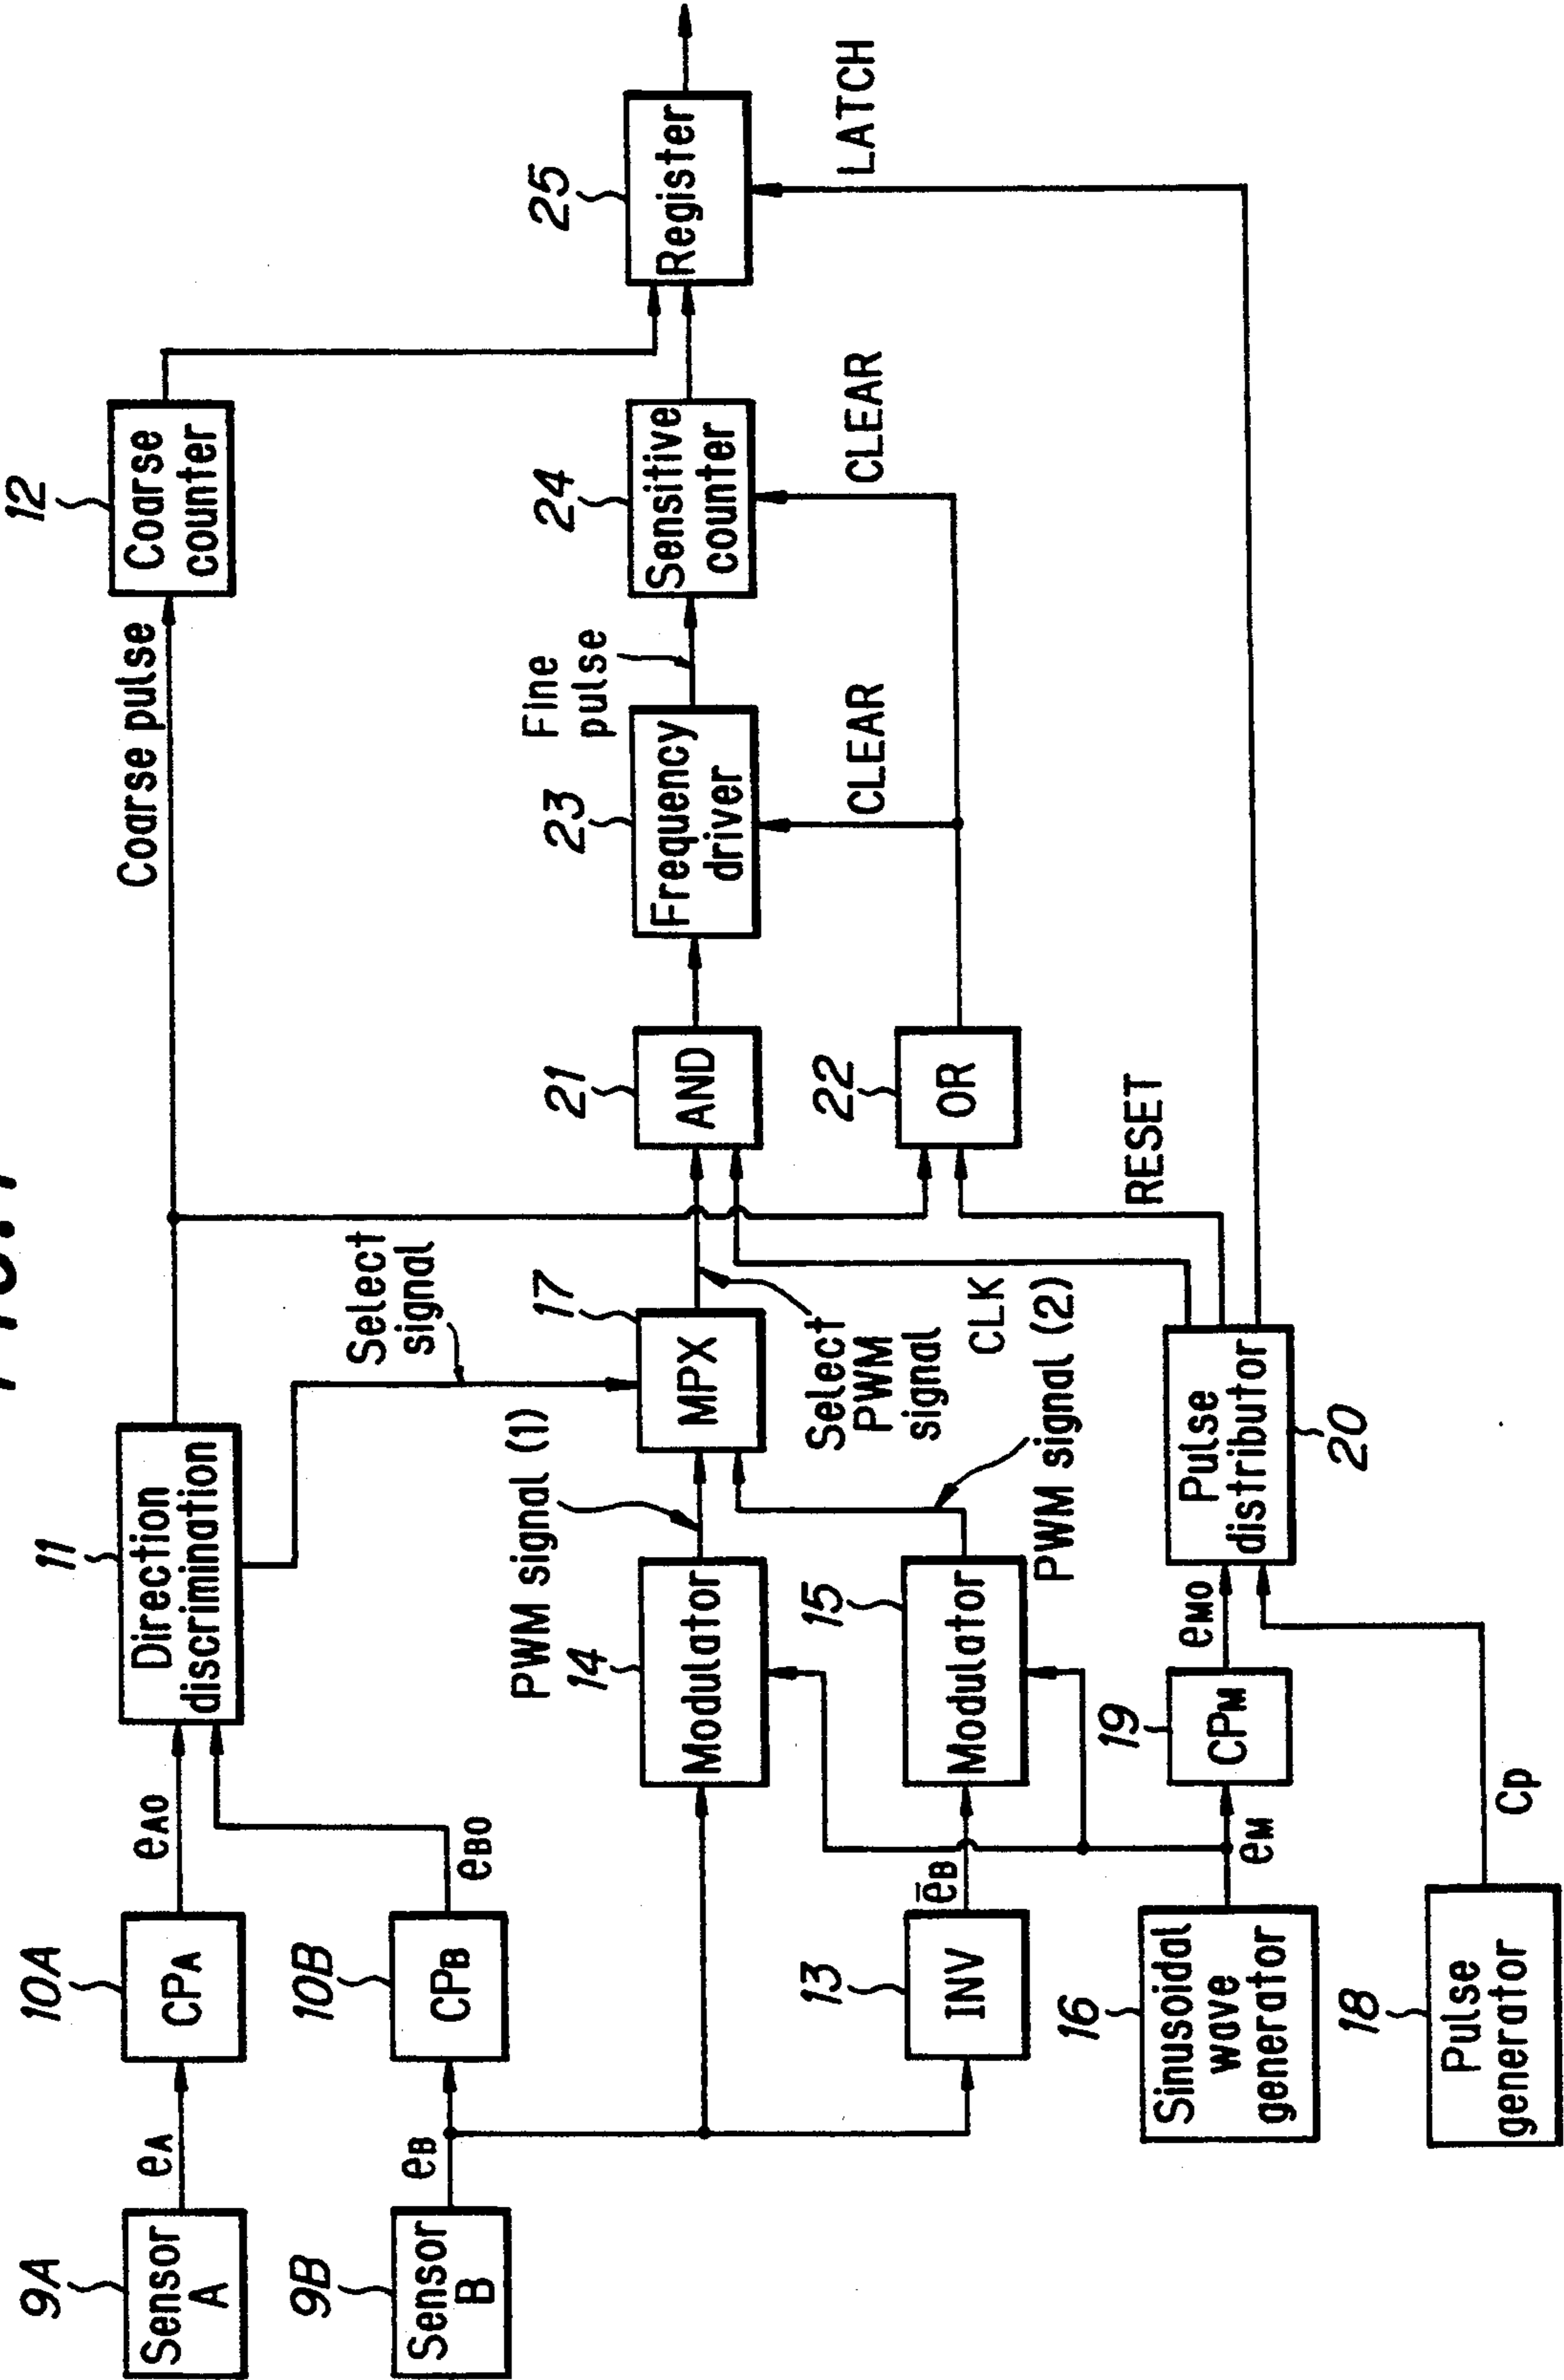 9A
Sensor
A
eA
10A
CPA
eAO
11
Direction
discrimination
Coarse pulse
12
Coarse
counter
9B
Sensor
B
eB
10B
CPB
eBO
Select
signal
PWM signal (1)
14
Modulator
17
MPX
Select
PWM
signal
21
AND
23
Frequency
driver
Fine
pulse
24
Sensitive
counter
25
Register
13
INV
ēB
15
Modulator
PWM signal (2)
CLK
22
OR
CLEAR
CLEAR
LATCH
16
Sinusoidal
wave
generator
eM
19
CPM
eMO
Pulse
distributor
20
RESET
18
Pulse
generator
CP